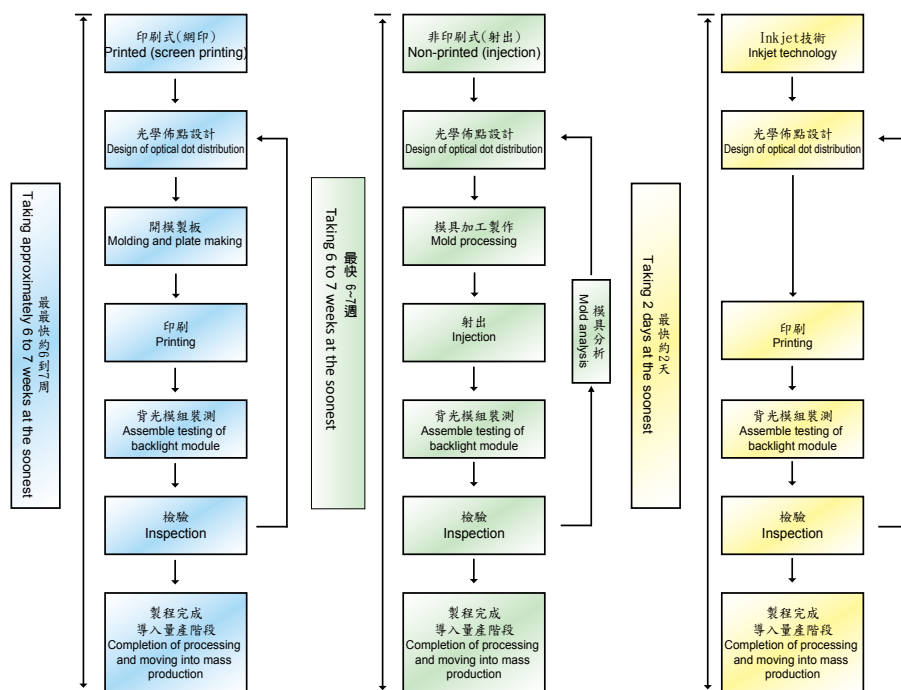 最最快約6到7周
Taking approximately 6 to 7 weeks at the soonest
印刷式(網印)
Printed (screen printing)
光學佈點設計
Design of optical dot distribution
開模製板
Molding and plate making
印刷
Printing
背光模組裝測
Assemble testing of
backlight module
檢驗
Inspection
製程完成
導入量產階段
Completion of processing
and moving into mass
production
最快 6~7週
Taking 6 to 7 weeks at the soonest
非印刷式(射出)
Non-printed (injection)
光學佈點設計
Design of optical dot distribution
模具加工製作
Mold processing
射出
Injection
背光模組裝測
Assemble testing of
backlight module
檢驗
Inspection
製程完成
導入量產階段
Completion of processing
and moving into mass
production
模具分析
Mold analysis
最快約2天
Taking 2 days at the soonest
Inkjet技術
Inkjet technology
光學佈點設計
Design of optical dot distribution
印刷
Printing
背光模組裝測
Assemble testing of
backlight module
檢驗
Inspection
製程完成
導入量產階段
Completion of processing
and moving into mass
production